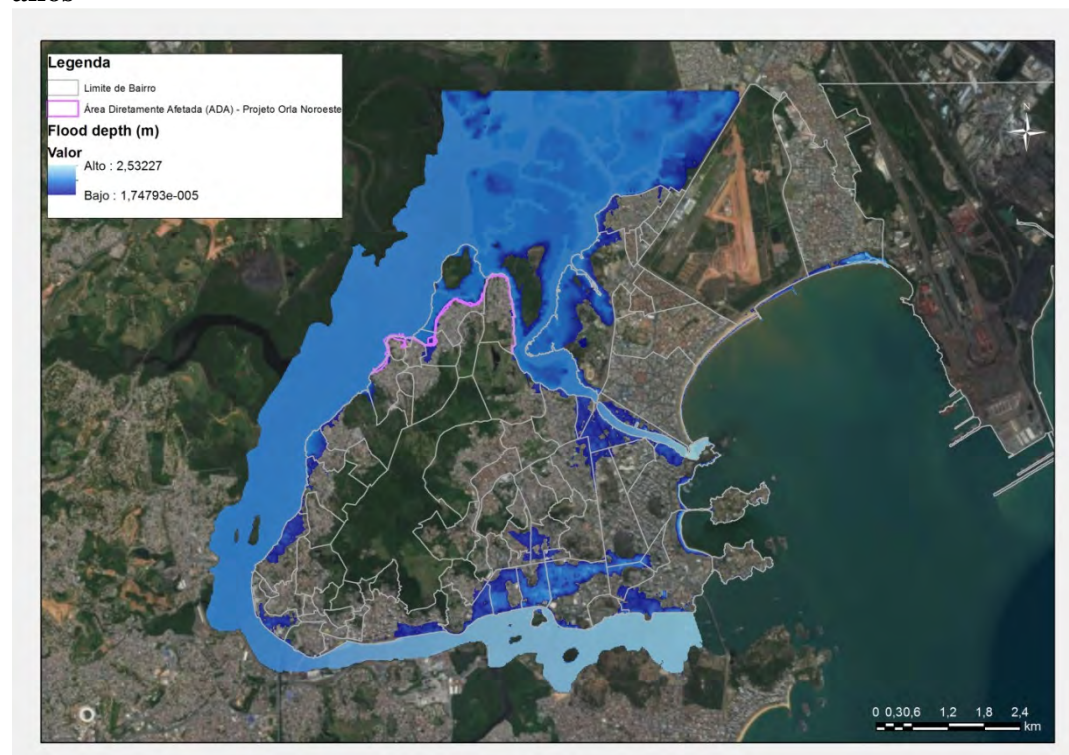 Legenda
Limite de Bairro
Área Diretamente Afetada (ADA) - Projeto Orla Noroeste
Flood depth (m)
Valor
Alto : 2,53227
Bajo : 1,74793e-005
N
0 0,30,6 1,2 1,8 2,4
km